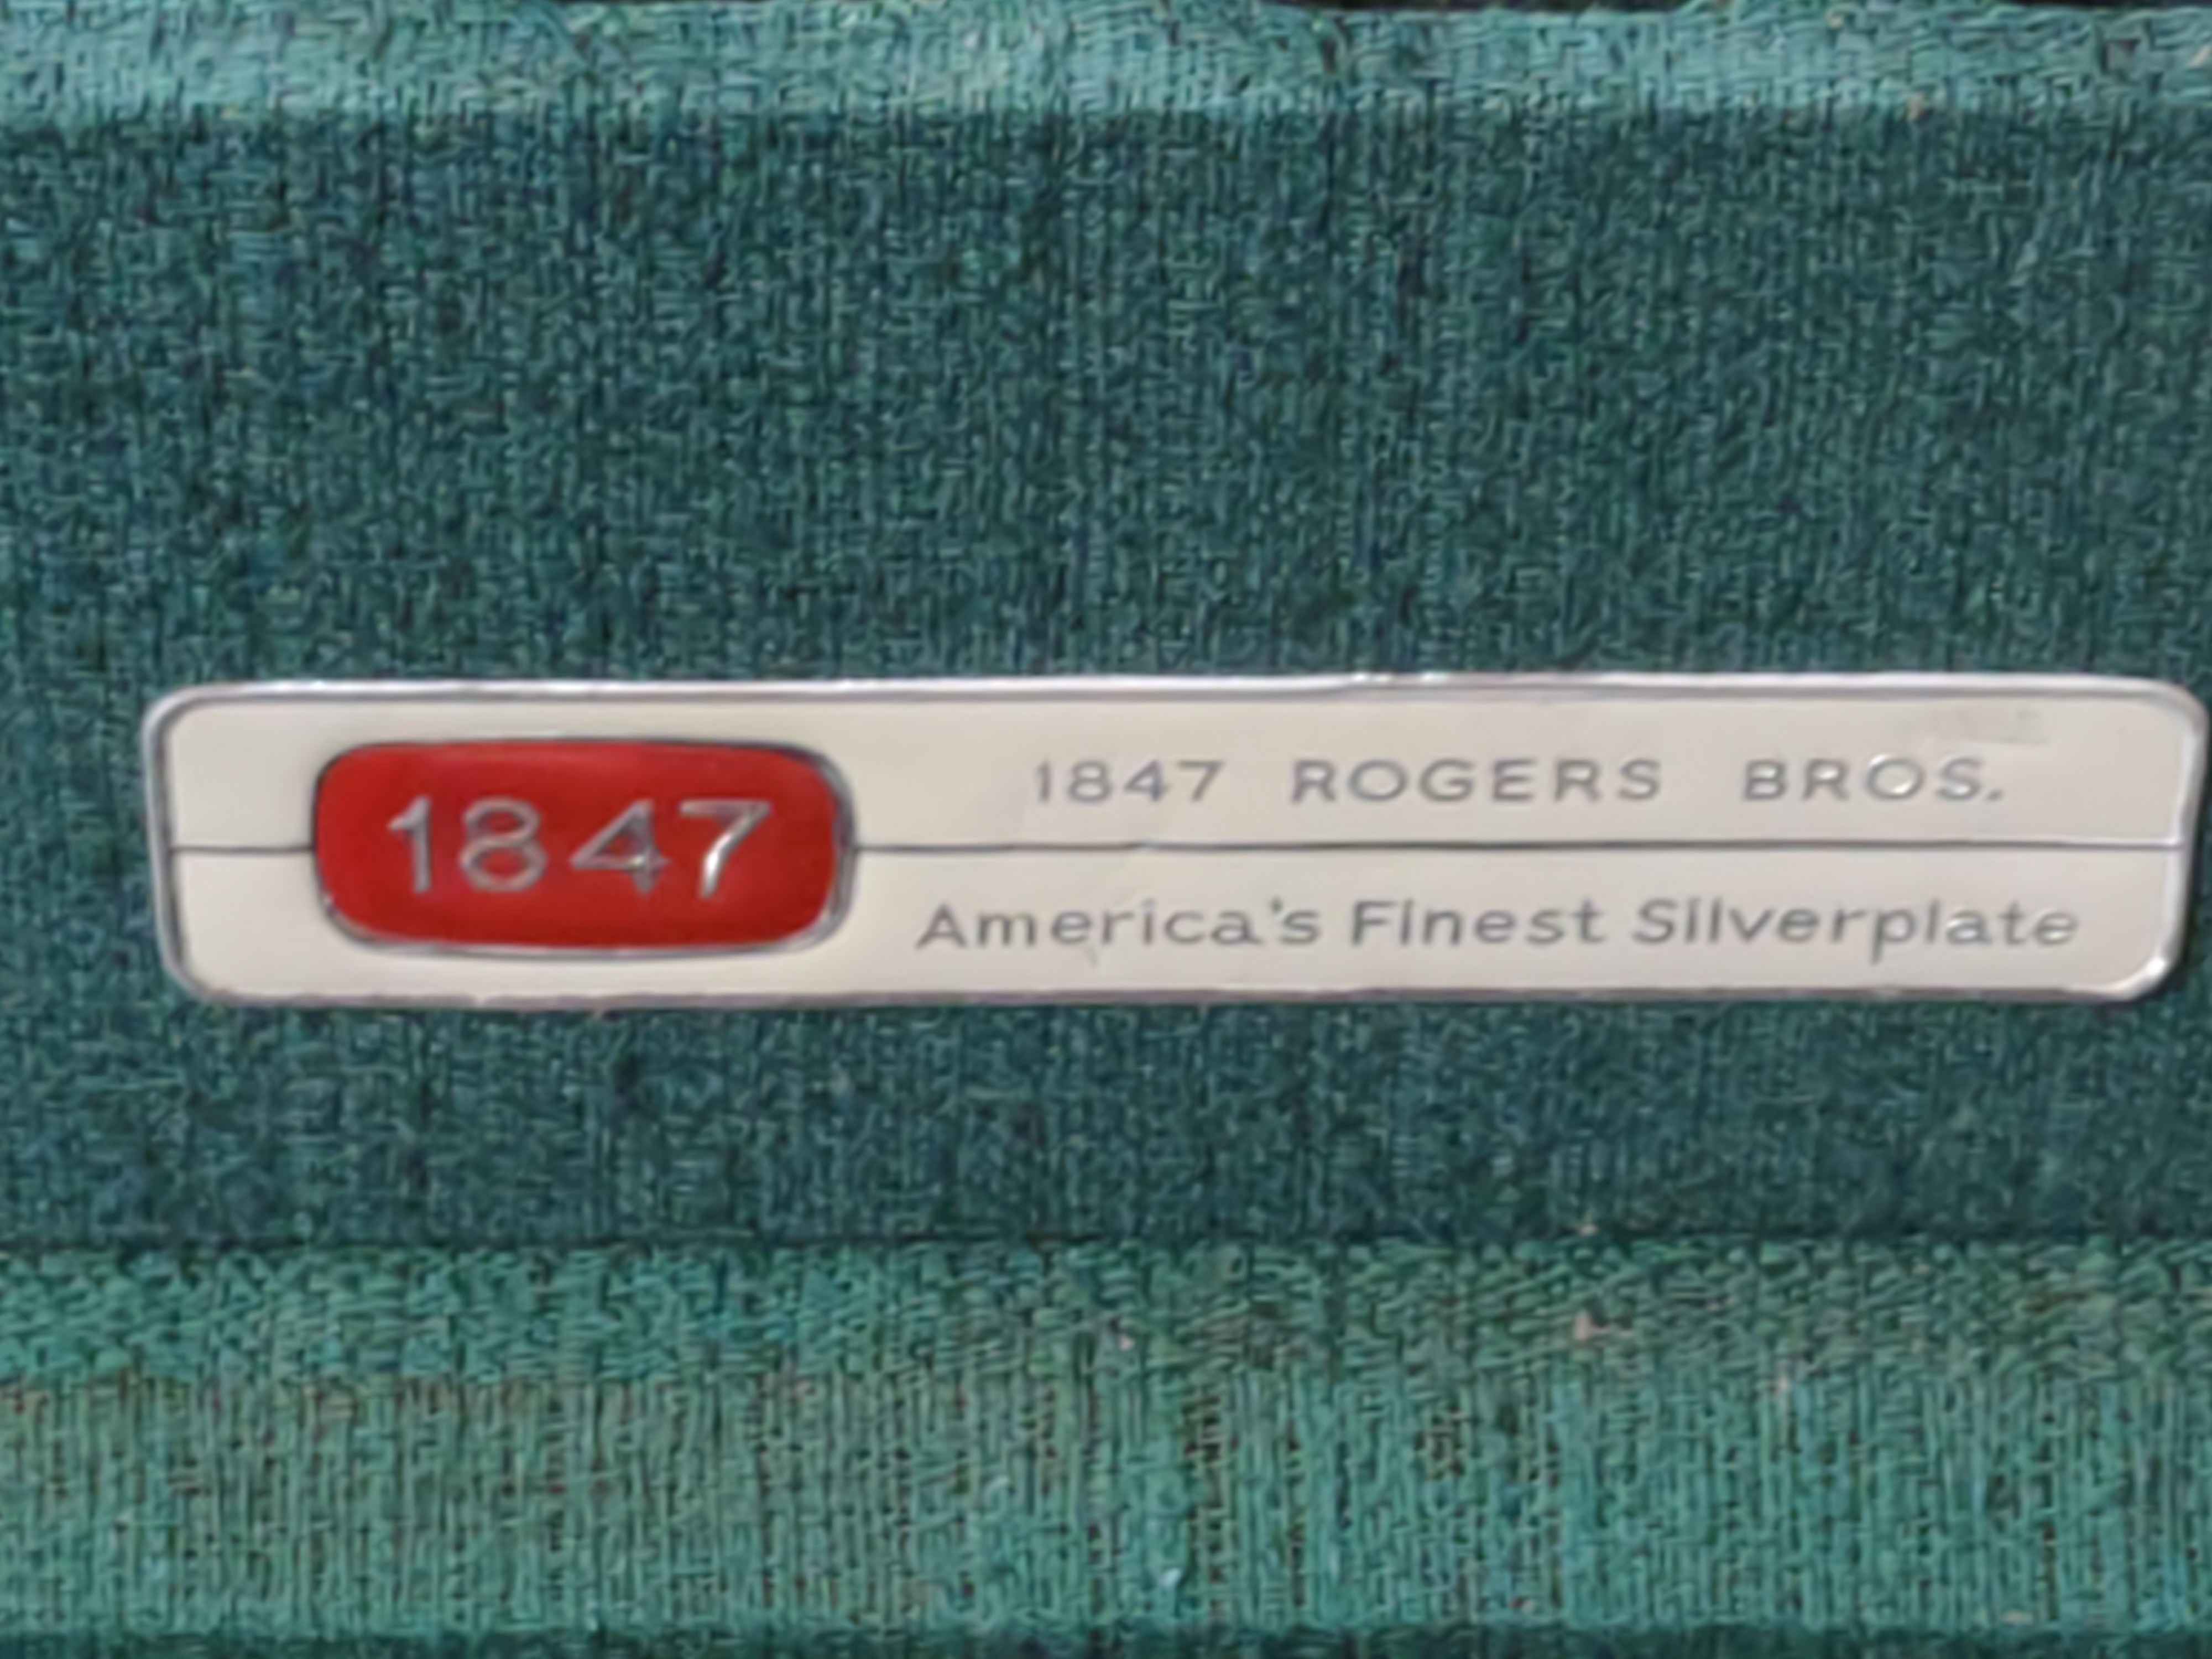 1847
1847 ROGERS BROS.
America's Finest Silverplate